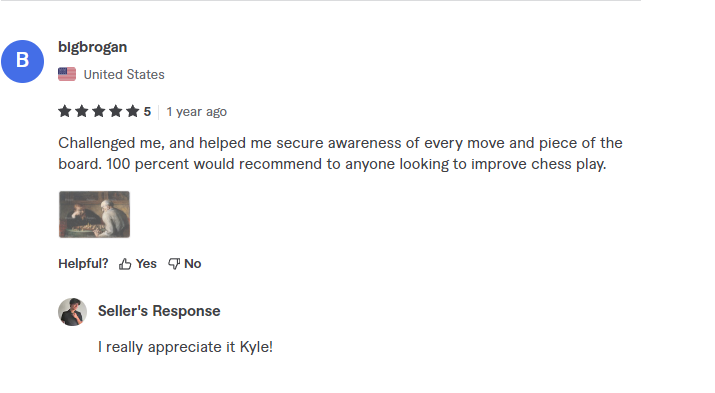 B
bigbrogan
United States
5
1 year ago
Challenged me, and helped me secure awareness of every move and piece of the
board. 100 percent would recommend to anyone looking to improve chess play.
Helpful? Yes No
Seller's Response
I really appreciate it Kyle!